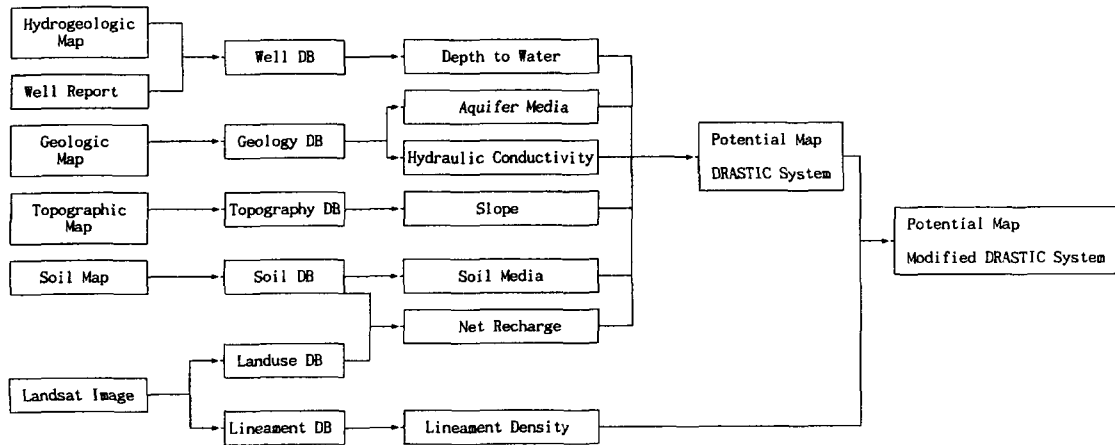 Hydrogeologic
Map
Well Report
Geologic
Map
Topographic
Map
Soil Map
Landsat Image
Well DB
Geology DB
Topography DB
Soil DB
Landuse DB
Lineament DB
Depth to Water
Aquifer Media
Hydraulic Conductivity
Slope
Soil Media
Net Recharge
Lineament Density
Potential Map
DRASTIC System
Potential Map
Modified DRASTIC System